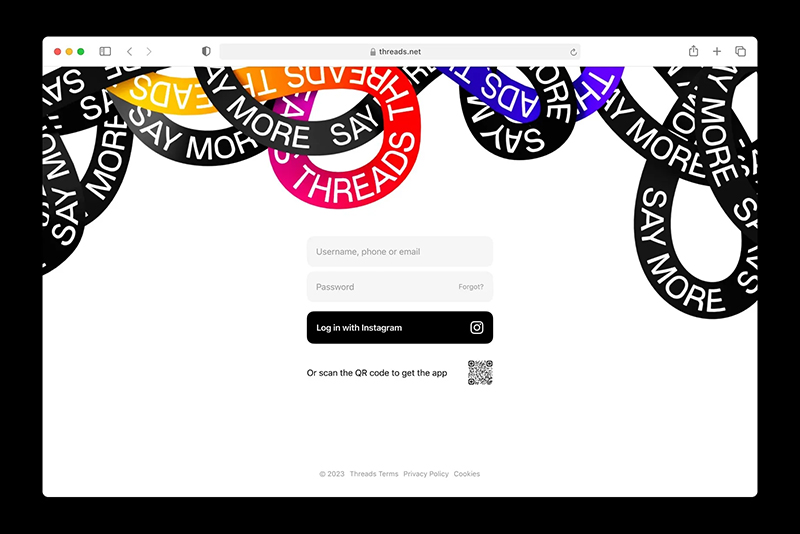 threads.net
SAY MORE
THREADS
THREADS
SAY MORE
SAY
THREADS
SAY MORE
ADS
SAY
MORE
SAY MORE
SAY MORE
SAY MORE
Username, phone or email
Password Forgot?
Log in with Instagram
Or scan the QR code to get the app
© 2023 Threads Terms Privacy Policy Cookies